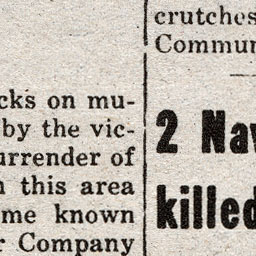 cks on mu-
by the vic-
urrender of
n this area
me known
r Company
crutches
Commun
2 Nav
killed